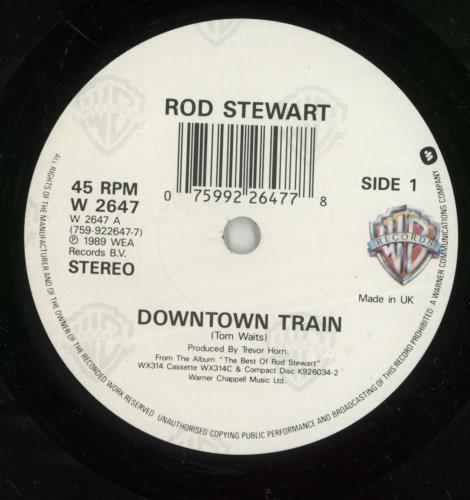 ROD STEWART
0 75992 26477 8
45 RPM
W 2647
W 2647 A
(759-922647-7)
℗ 1989 WEA
Records B.V.
STEREO
SIDE 1
WB
RECORDS
Made in UK
DOWNTOWN TRAIN
(Tom Waits)
Produced By Trevor Horn.
From The Album "The Best Of Rod Stewart"
WX314 Cassette WX314C & Compact Disc K926034-2
Warner Chappell Music Ltd.
ALL RIGHTS OF THE MANUFACTURER AND OF THE OWNER OF THE RECORDED WORK RESERVED UNAUTHORISED COPYING PUBLIC PERFORMANCE AND BROADCASTING OF THIS RECORD PROHIBITED. A WARNER COMMUNICATIONS COMPANY.